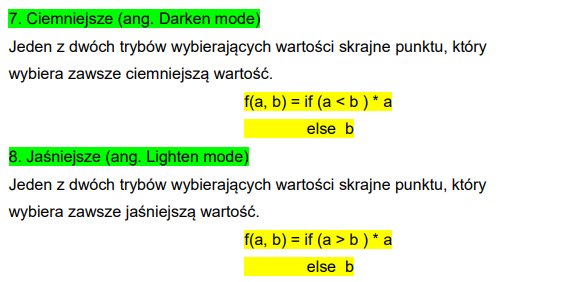 7. Ciemniejsze (ang. Darken mode)
Jeden z dwóch trybów wybierających wartości skrajne punktu, który
wybiera zawsze ciemniejszą wartość.
f(a, b) = if (a < b ) * a
else b
8. Jaśniejsze (ang. Lighten mode)
Jeden z dwóch trybów wybierających wartości skrajne punktu, który
wybiera zawsze jaśniejszą wartość.
f(a, b) = if (a > b ) * a
else b